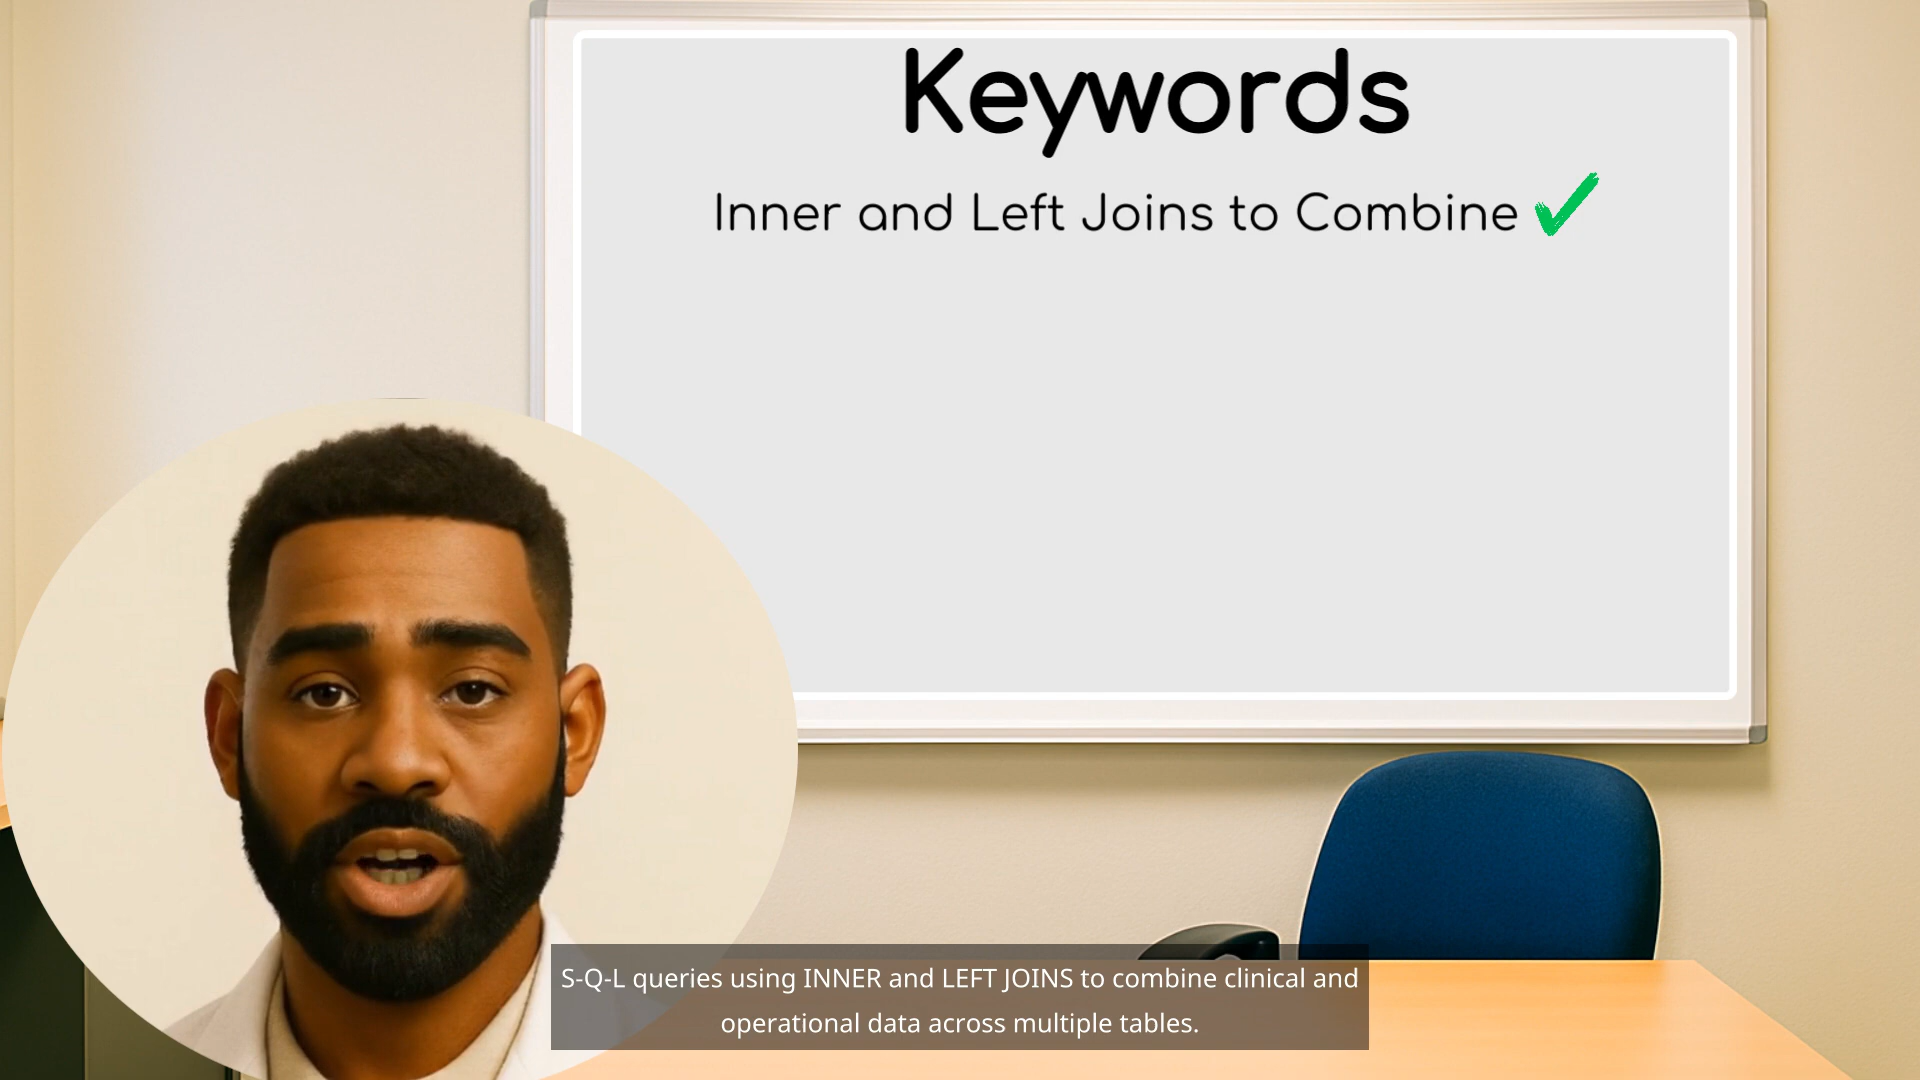 Keywords
Inner and Left Joins to Combine
S-Q-L queries using INNER and LEFT JOINS to combine clinical and
operational data across multiple tables.